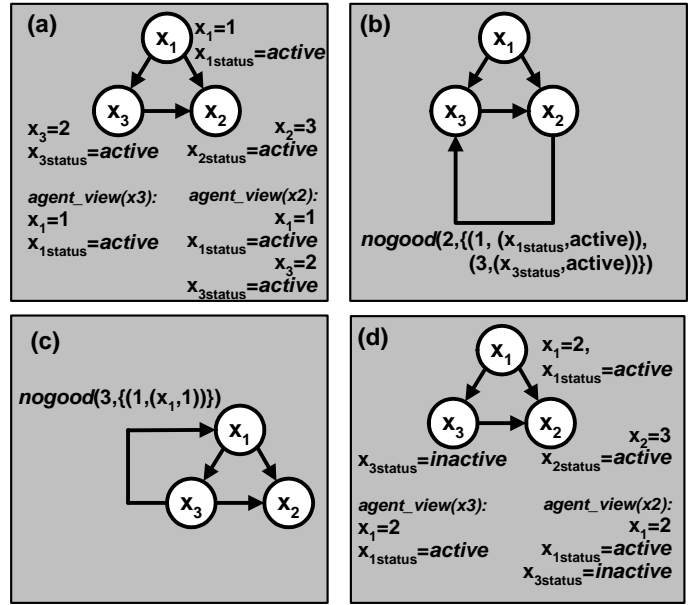 (a)
x1
x1=1
x1status=active
x3
x2
x3=2
x3status=active
x2=3
x2status=active
agent_view(x3):
x1=1
x1status=active
agent_view(x2):
x1=1
x1status=active
x3=2
x3status=active
(b)
x1
x3
x2
nogood(2,{(1, (x1status,active)),
(3,(x3status,active))})
(c)
nogood(3,{(1,(x1,1))})
x1
x3
x2
(d)
x1
x1=2,
x1status=active
x3
x2
x3status=inactive
x2=3
x2status=active
agent_view(x3):
x1=2
x1status=active
agent_view(x2):
x1=2
x1status=active
x3status=inactive